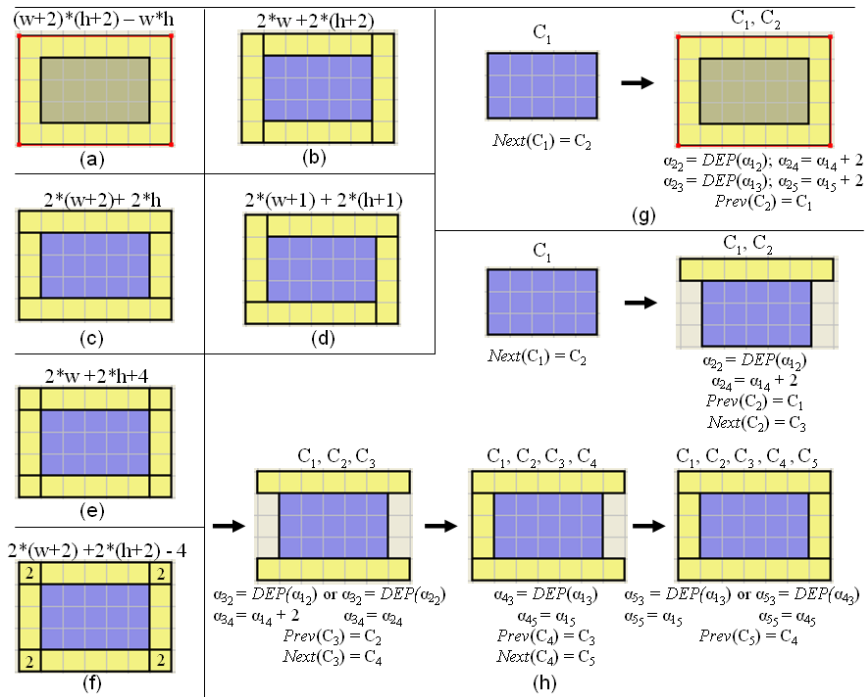 (w+2)*(h+2) – w*h
(a)
2*w +2*(h+2)
(b)
2*(w+2)+ 2*h
(c)
2*(w+1) + 2*(h+1)
(d)
2*w +2*h+4
(e)
2*(w+2) +2*(h+2) - 4
2 2
2 2
(f)
C₁
Next(C₁) = C₂
C₁, C₂
α₂₂ = DEP(α₁₂); α₂₄ = α₁₄ + 2
α₂₃ = DEP(α₁₃); α₂₅ = α₁₅ + 2
Prev(C₂) = C₁
(g)
C₁
Next(C₁) = C₂
C₁, C₂
α₂₂ = DEP(α₁₂)
α₂₄ = α₁₄ + 2
Prev(C₂) = C₁
Next(C₂) = C₃
C₁, C₂, C₃
α₃₂ = DEP(α₁₂) or α₃₂ = DEP(α₂₂)
α₃₄ = α₁₄ + 2 α₃₄ = α₂₄
Prev(C₃) = C₂
Next(C₃) = C₄
C₁, C₂, C₃ , C₄
α₄₃ = DEP(α₁₃)
α₄₅ = α₁₅
Prev(C₄) = C₃
Next(C₄) = C₅
C₁, C₂, C₃, C₄, C₅
α₅₃ = DEP(α₁₃) or α₅₃ = DEP(α₄₃)
α₅₅ = α₁₅ α₅₅ = α₄₅
Prev(C₅) = C₄
(h)